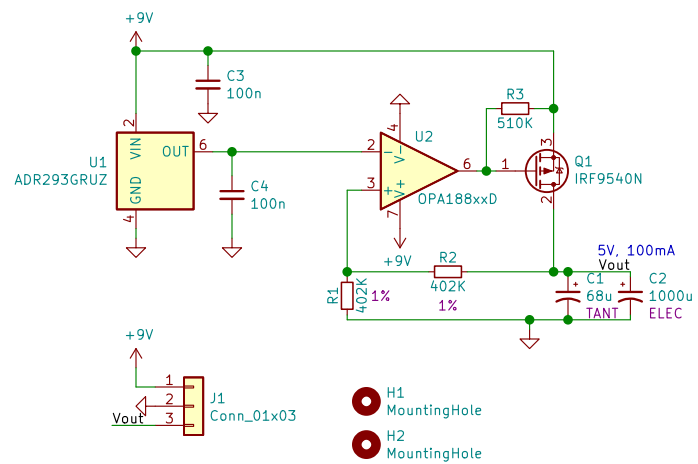 +9V
C3
100n
U1
ADR293GRUZ
2
VIN
OUT
6
GND
4
C4
100n
R3
510K
U2
4
V-
2
-
3
+
V+
7
6
OPA188xxD
+9V
1
3
2
Q1
IRF9540N
R2
402K
1%
R1
402K
1%
5V, 100mA
Vout
+
C1
68u
TANT
+
C2
1000u
ELEC
+9V
1
2
3
Vout
J1
Conn_01x03
H1
MountingHole
H2
MountingHole